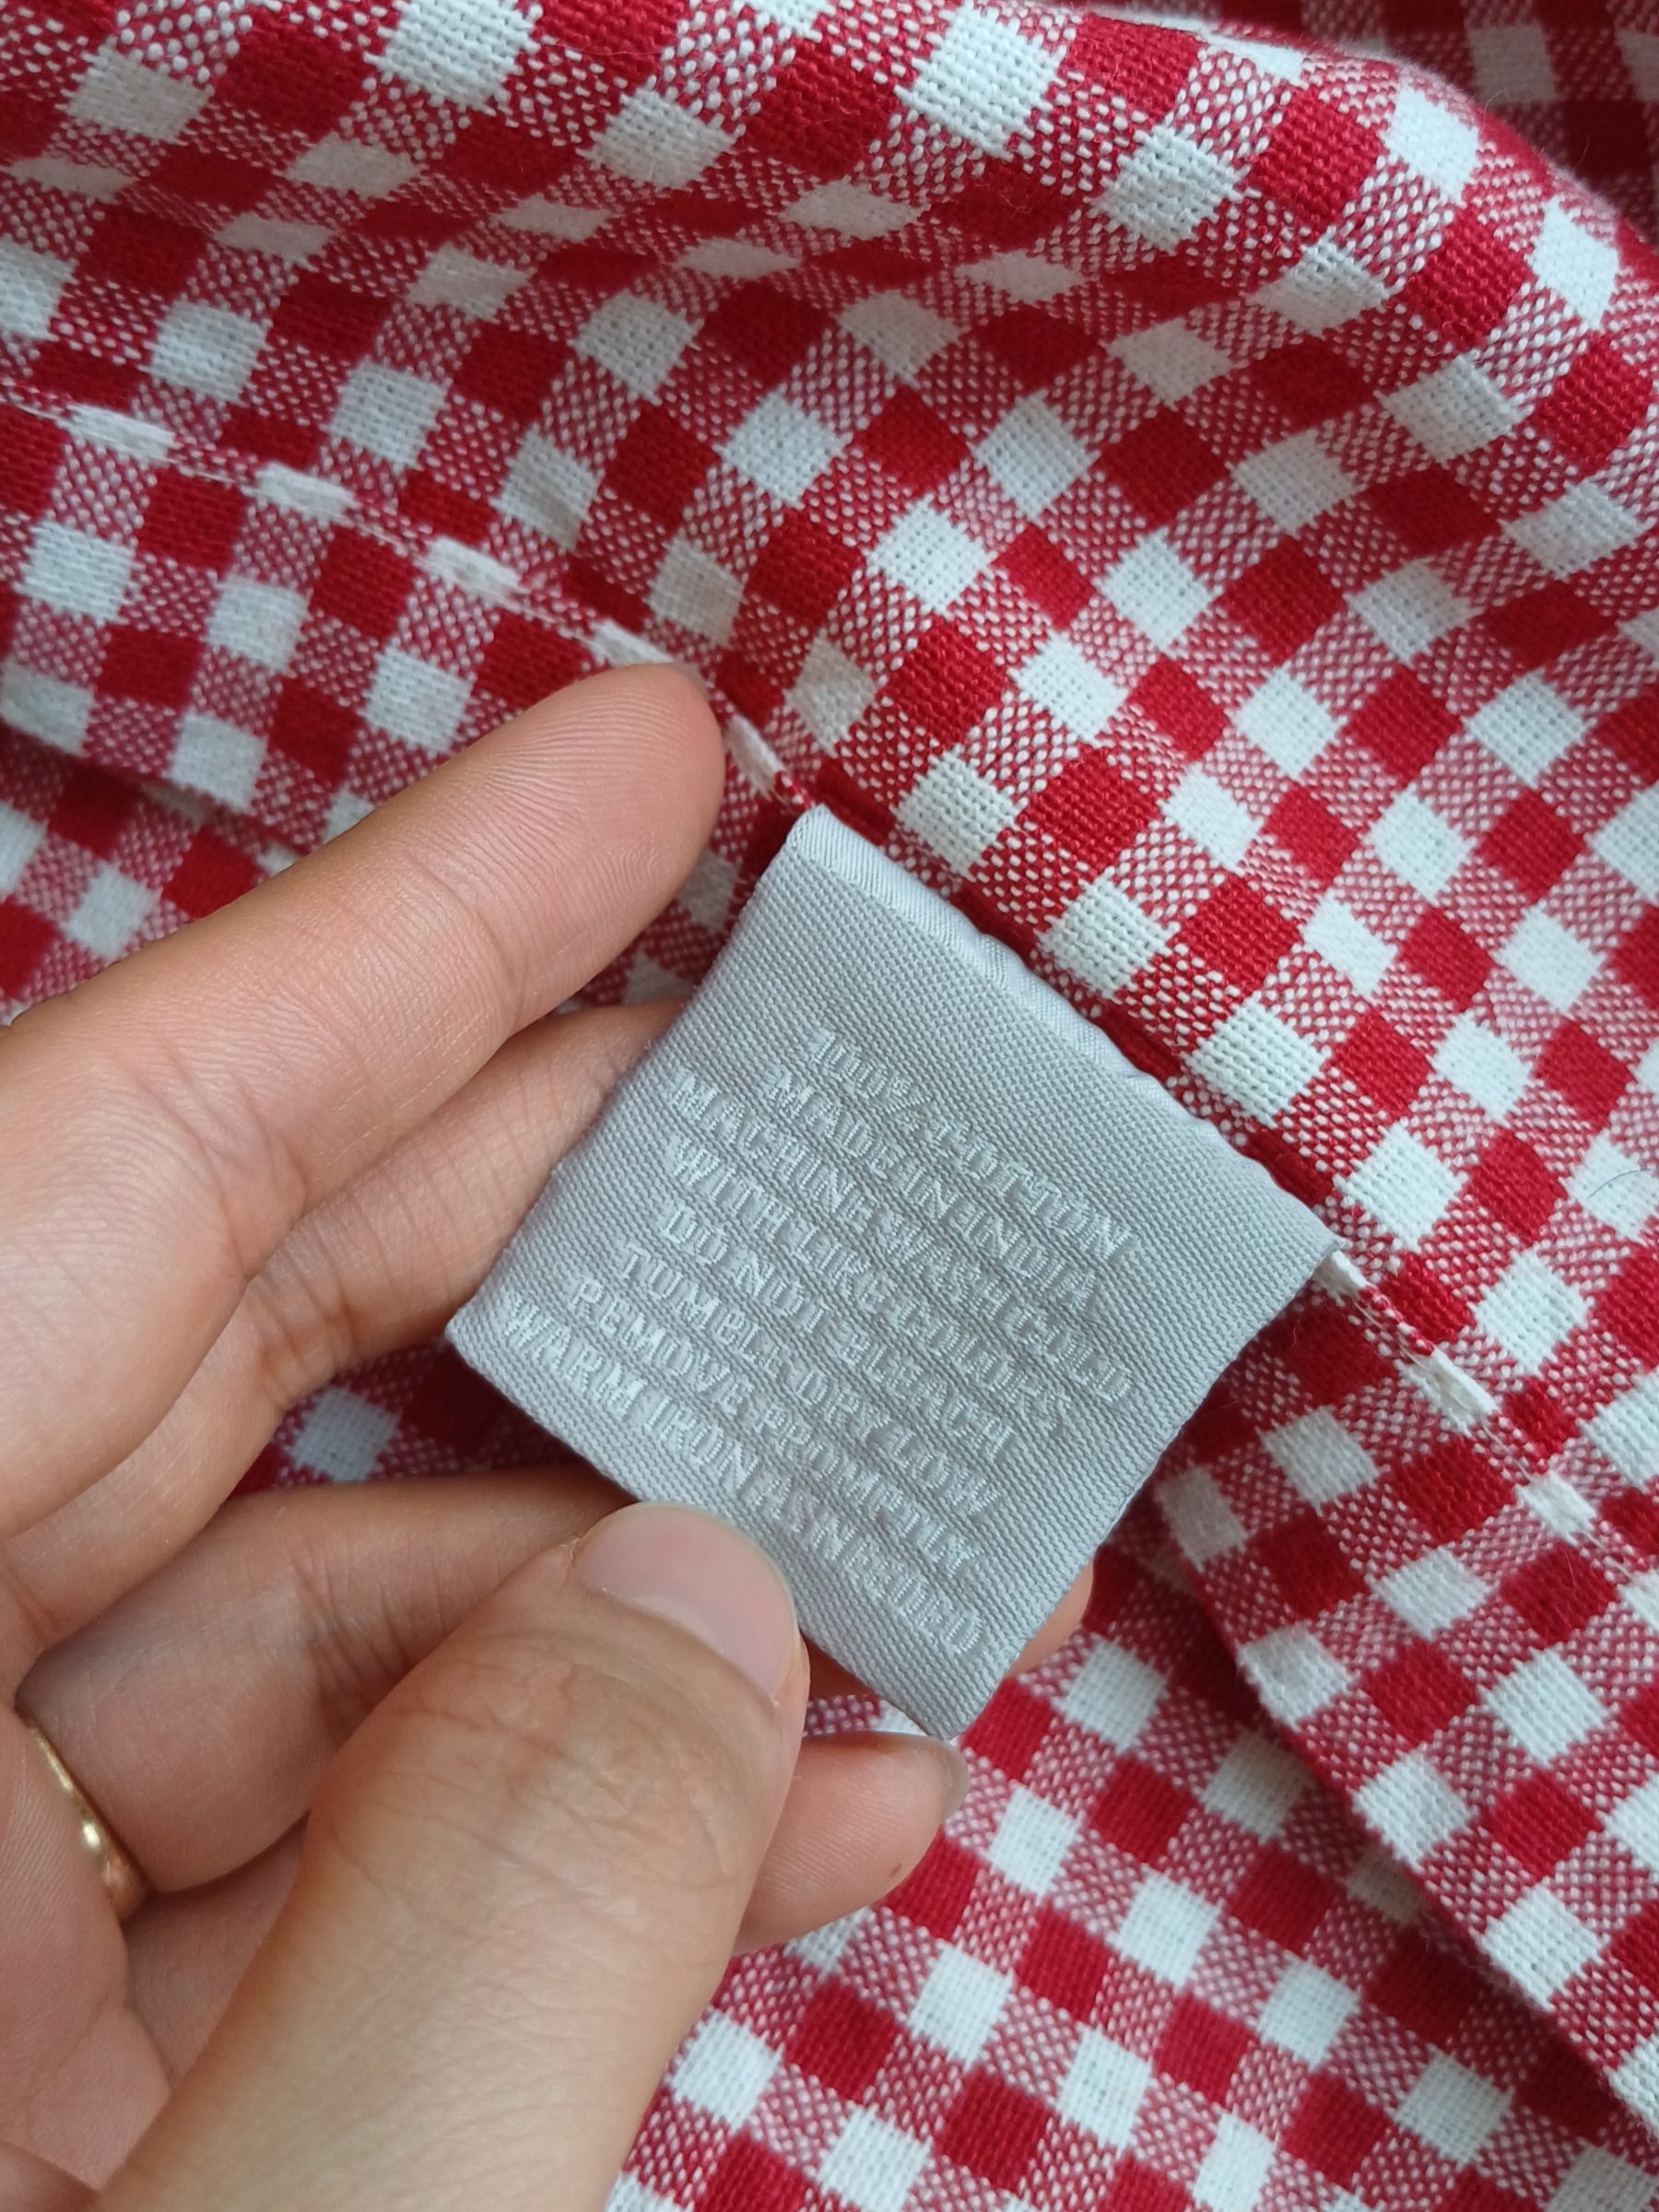 100% COTTON
MADE IN INDIA
MACHINE WASH COLD
WITH LIKE COLORS
DO NOT BLEACH
TUMBLE DRY LOW
REMOVE PROMPTLY
WARM IRON AS NEEDED